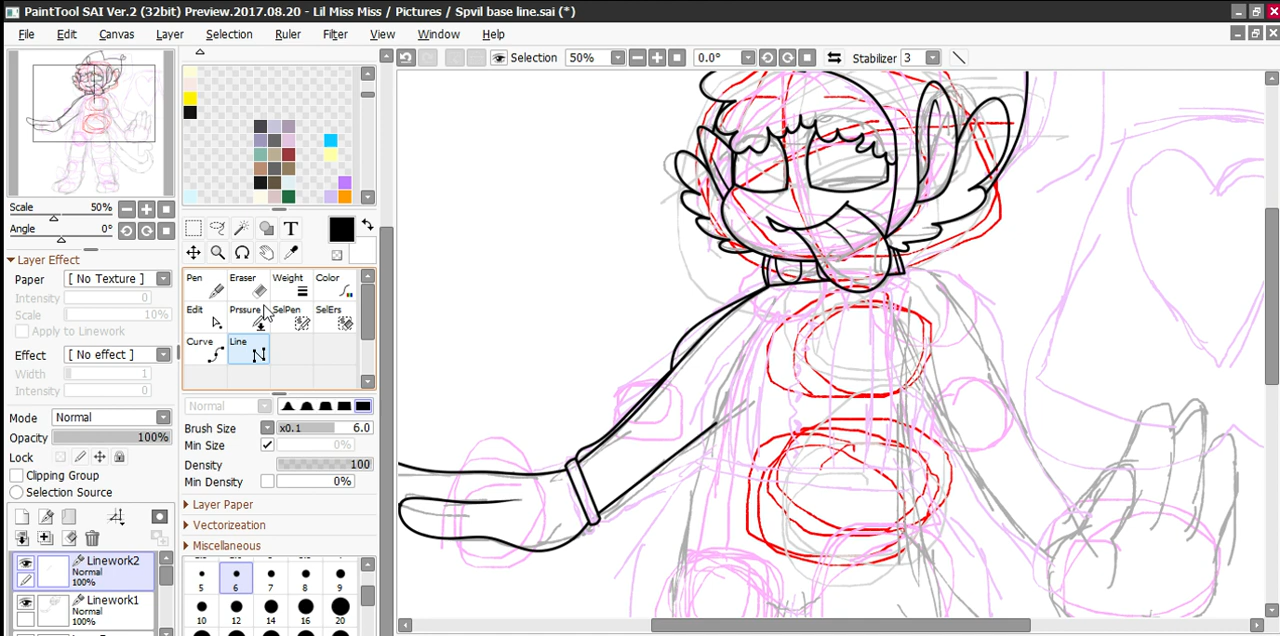 PaintTool SAI Ver.2 (32bit) Preview.2017.08.20 - Lil Miss Miss / Pictures / Spvil base line.sai (*)
File Edit Canvas Layer Selection Ruler Filter View Window Help
Selection 50% 0.0° Stabilizer 3
Scale 50%
Angle 0°
Layer Effect
Paper [ No Texture ]
Intensity 0
Scale 10%
Apply to Linework
Effect [ No effect ]
Width 1
Intensity 0
Mode Normal
Opacity 100%
Lock
Clipping Group
Selection Source
Linework2
Normal
100%
Linework1
Normal
100%
T
Pen Eraser Weight Color
Edit Prssure SelPen SelErs
Curve Line
Normal
Brush Size x0.1 6.0
Min Size 0%
Density 100
Min Density 0%
Layer Paper
Vectorizeation
Miscellaneous
5 6 7 8 9
10 12 14 16 20